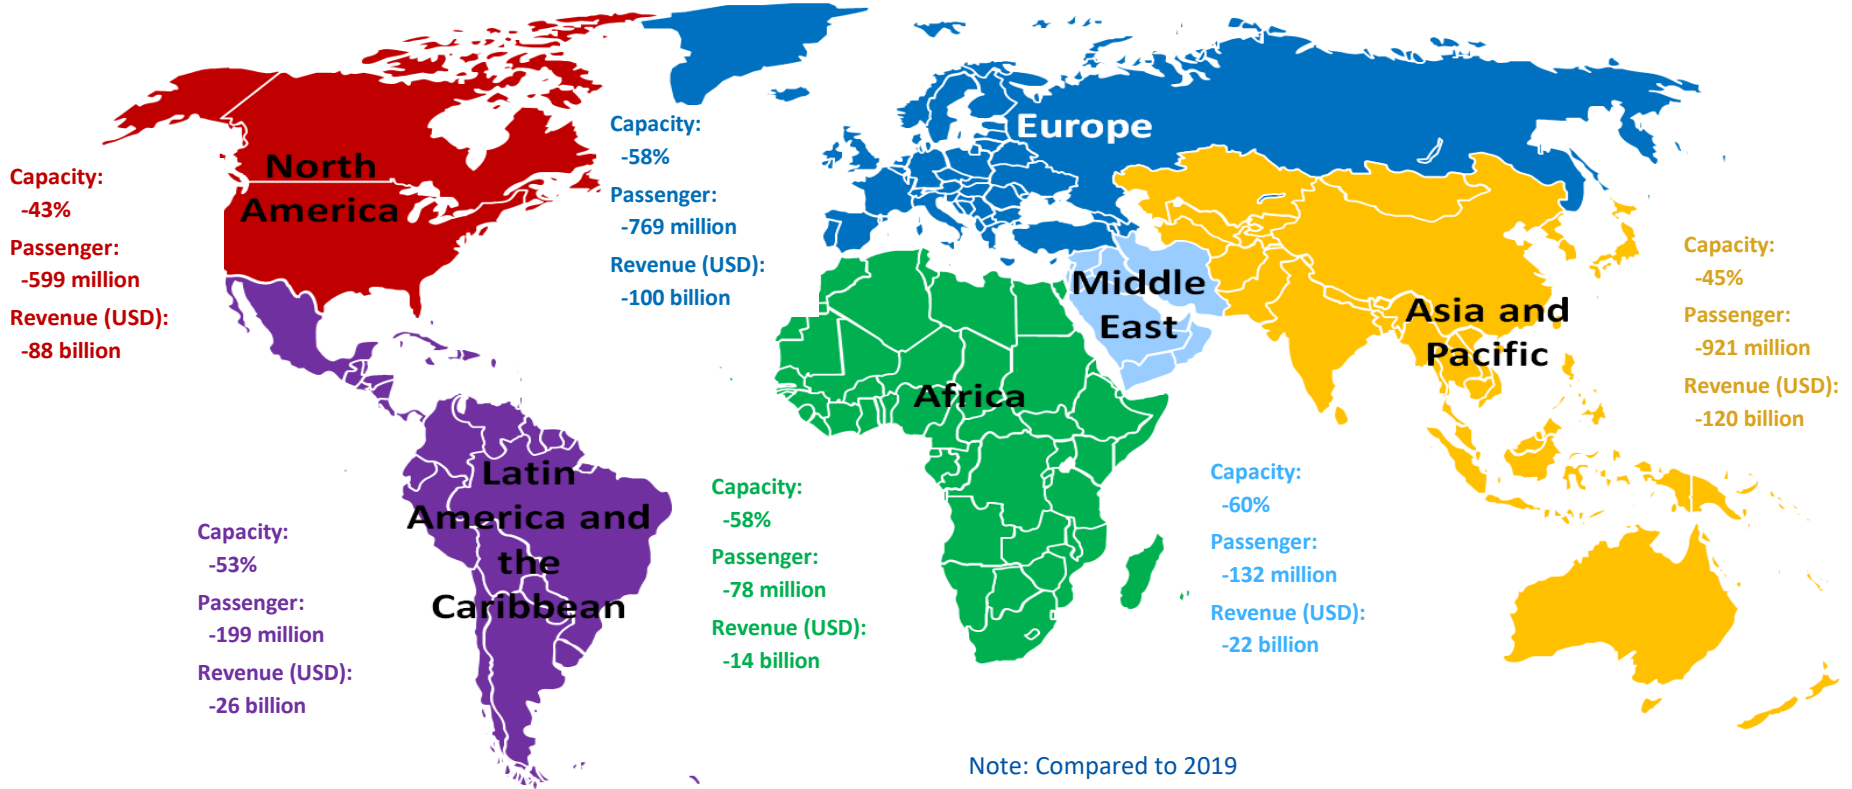 North
America
Capacity:
-43%
Passenger:
-599 million
Revenue (USD):
-88 billion
Europe
Capacity:
-58%
Passenger:
-769 million
Revenue (USD):
-100 billion
Middle
East
Capacity:
-60%
Passenger:
-132 million
Revenue (USD):
-22 billion
Asia and
Pacific
Capacity:
-45%
Passenger:
-921 million
Revenue (USD):
-120 billion
Africa
Capacity:
-58%
Passenger:
-78 million
Revenue (USD):
-14 billion
Latin
America and
the
Caribbean
Capacity:
-53%
Passenger:
-199 million
Revenue (USD):
-26 billion
Note: Compared to 2019